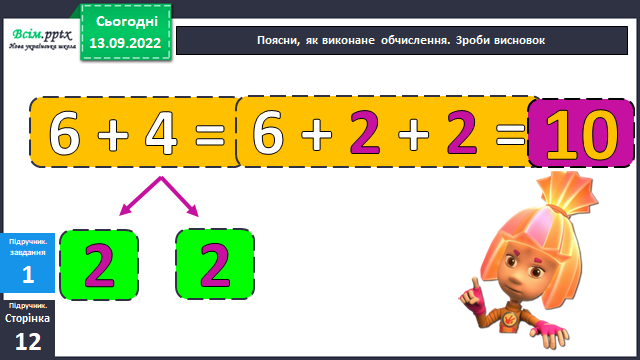 Всім.pptx
Нова українська школа
Сьогодні
13.09.2022
Поясни, як виконане обчислення. Зроби висновок
6 + 4 = 6 + 2 + 2 = 10
2 2
Підручник.
завдання
1
Підручник.
Сторінка
12